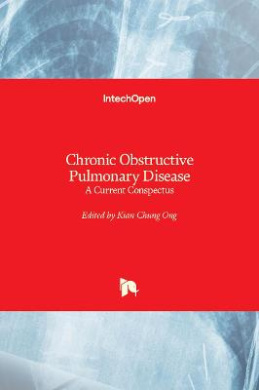 IntechOpen
Chronic Obstructive
Pulmonary Disease
A Current Conspectus
Edited by Kian Chung Ong